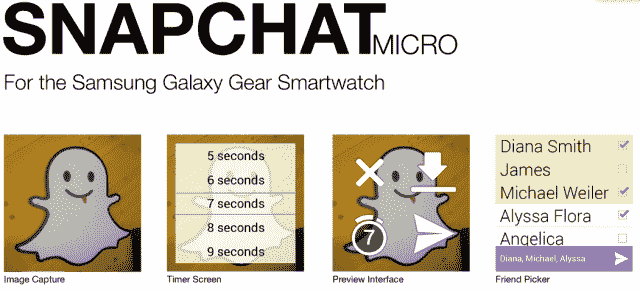 SNAPCHAT MICRO
For the Samsung Galaxy Gear Smartwatch
5 seconds
6 seconds
7 seconds
8 seconds
9 seconds
7
Diana Smith
James
Michael Weiler
Alyssa Flora
Angelica
Diana, Michael, Alyssa
Image Capture
Timer Screen
Preview Interface
Friend Picker